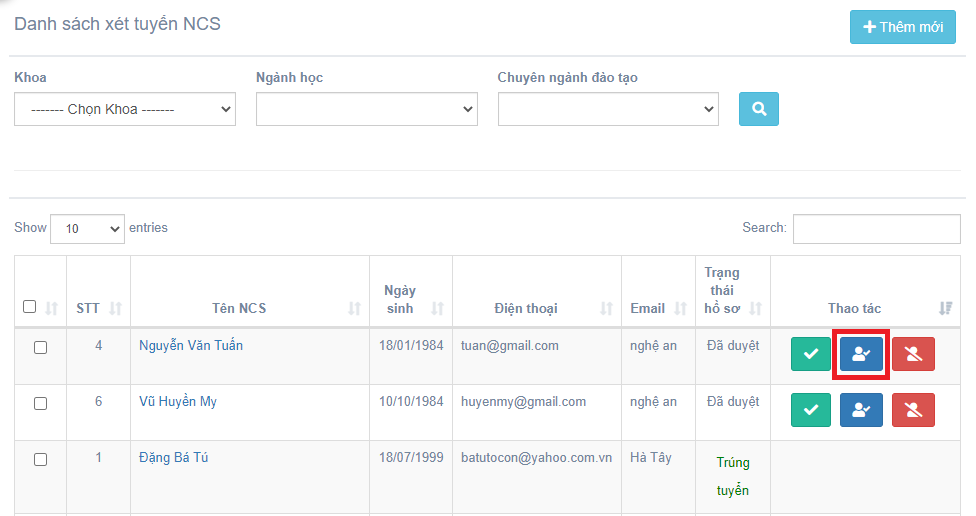 Danh sách xét tuyển NCS
Thêm mới
Khoa Ngành học Chuyên ngành đào tạo
------- Chọn Khoa -------
Show 10 entries Search:
STT Tên NCS Ngày sinh Điện thoại Email Trạng thái hồ sơ Thao tác
4 Nguyễn Văn Tuấn 18/01/1984 tuan@gmail.com nghệ an Đã duyệt
6 Vũ Huyền My 10/10/1984 huyenmy@gmail.com nghệ an Đã duyệt
1 Đặng Bá Tú 18/07/1999 batutocon@yahoo.com.vn Hà Tây Trúng tuyển